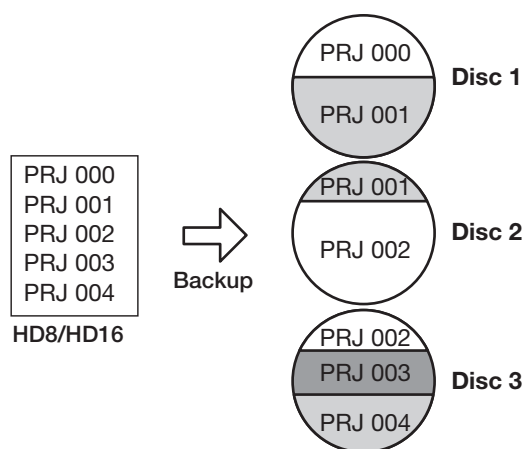 PRJ 000
PRJ 001
PRJ 002
PRJ 003
PRJ 004
HD8/HD16
Backup
PRJ 000
PRJ 001
Disc 1
PRJ 001
PRJ 002
Disc 2
PRJ 002
PRJ 003
PRJ 004
Disc 3